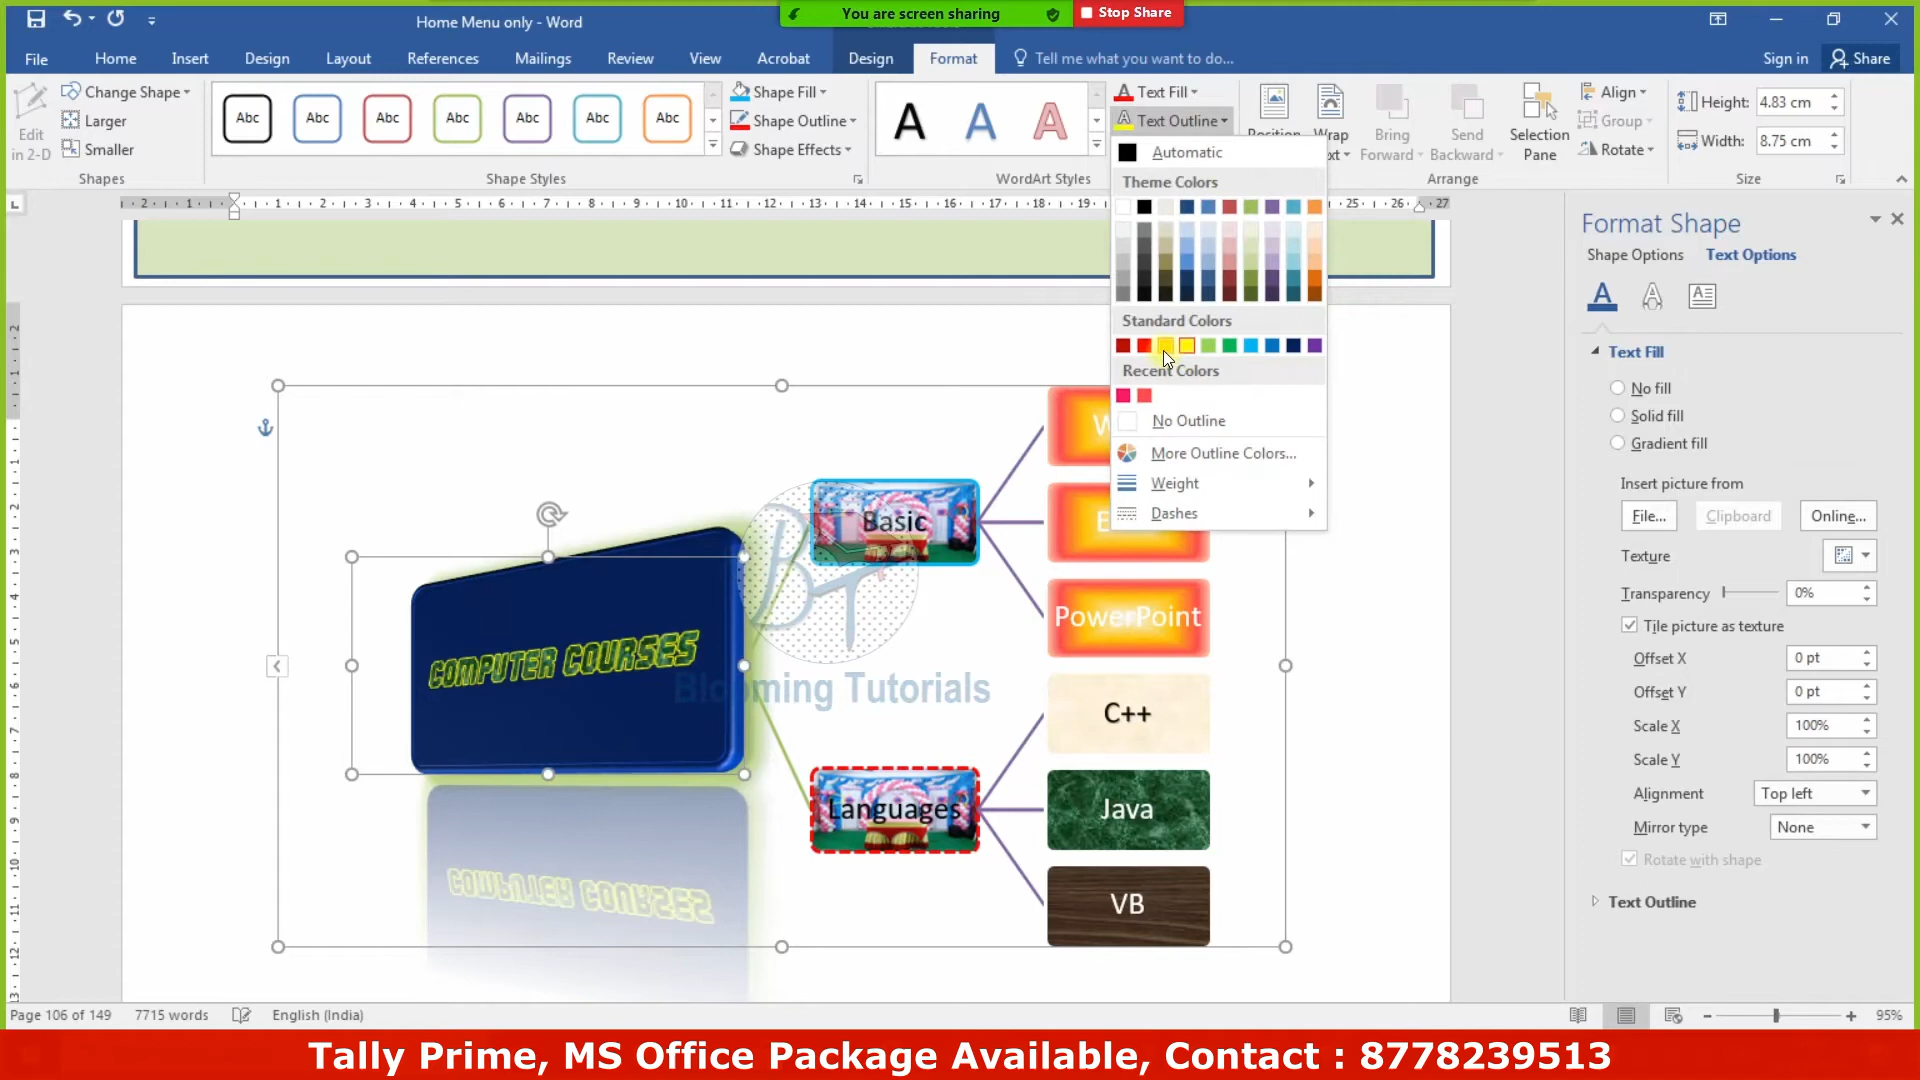 Home Menu only - Word
You are screen sharing
Stop Share
File
Home
Insert
Design
Layout
References
Mailings
Review
View
Acrobat
Design
Format
Tell me what you want to do...
Sign in
Share
Edit
in 2-D
Change Shape
Larger
Smaller
Shapes
Abc Abc Abc Abc Abc Abc Abc
Shape Fill
Shape Outline
Shape Effects
Shape Styles
A A A
Text Fill
Text Outline
WordArt Styles
Position
Wrap
Bring
Forward
Send
Backward
Selection
Pane
Align
Group
Rotate
Arrange
Height: 4.83 cm
Width: 8.75 cm
Size
Automatic
Theme Colors
Standard Colors
Recent Colors
No Outline
More Outline Colors...
Weight
Dashes
COMPUTER COURSES
Basic
Languages
PowerPoint
C++
Java
VB
Blooming Tutorials
Format Shape
Shape Options
Text Options
Text Fill
No fill
Solid fill
Gradient fill
Insert picture from
File...
Clipboard
Online...
Texture
Transparency 0%
Tile picture as texture
Offset X 0 pt
Offset Y 0 pt
Scale X 100%
Scale Y 100%
Alignment Top left
Mirror type None
Rotate with shape
Text Outline
Page 106 of 149
7715 words
English (India)
95%
Tally Prime, MS Office Package Available, Contact : 8778239513